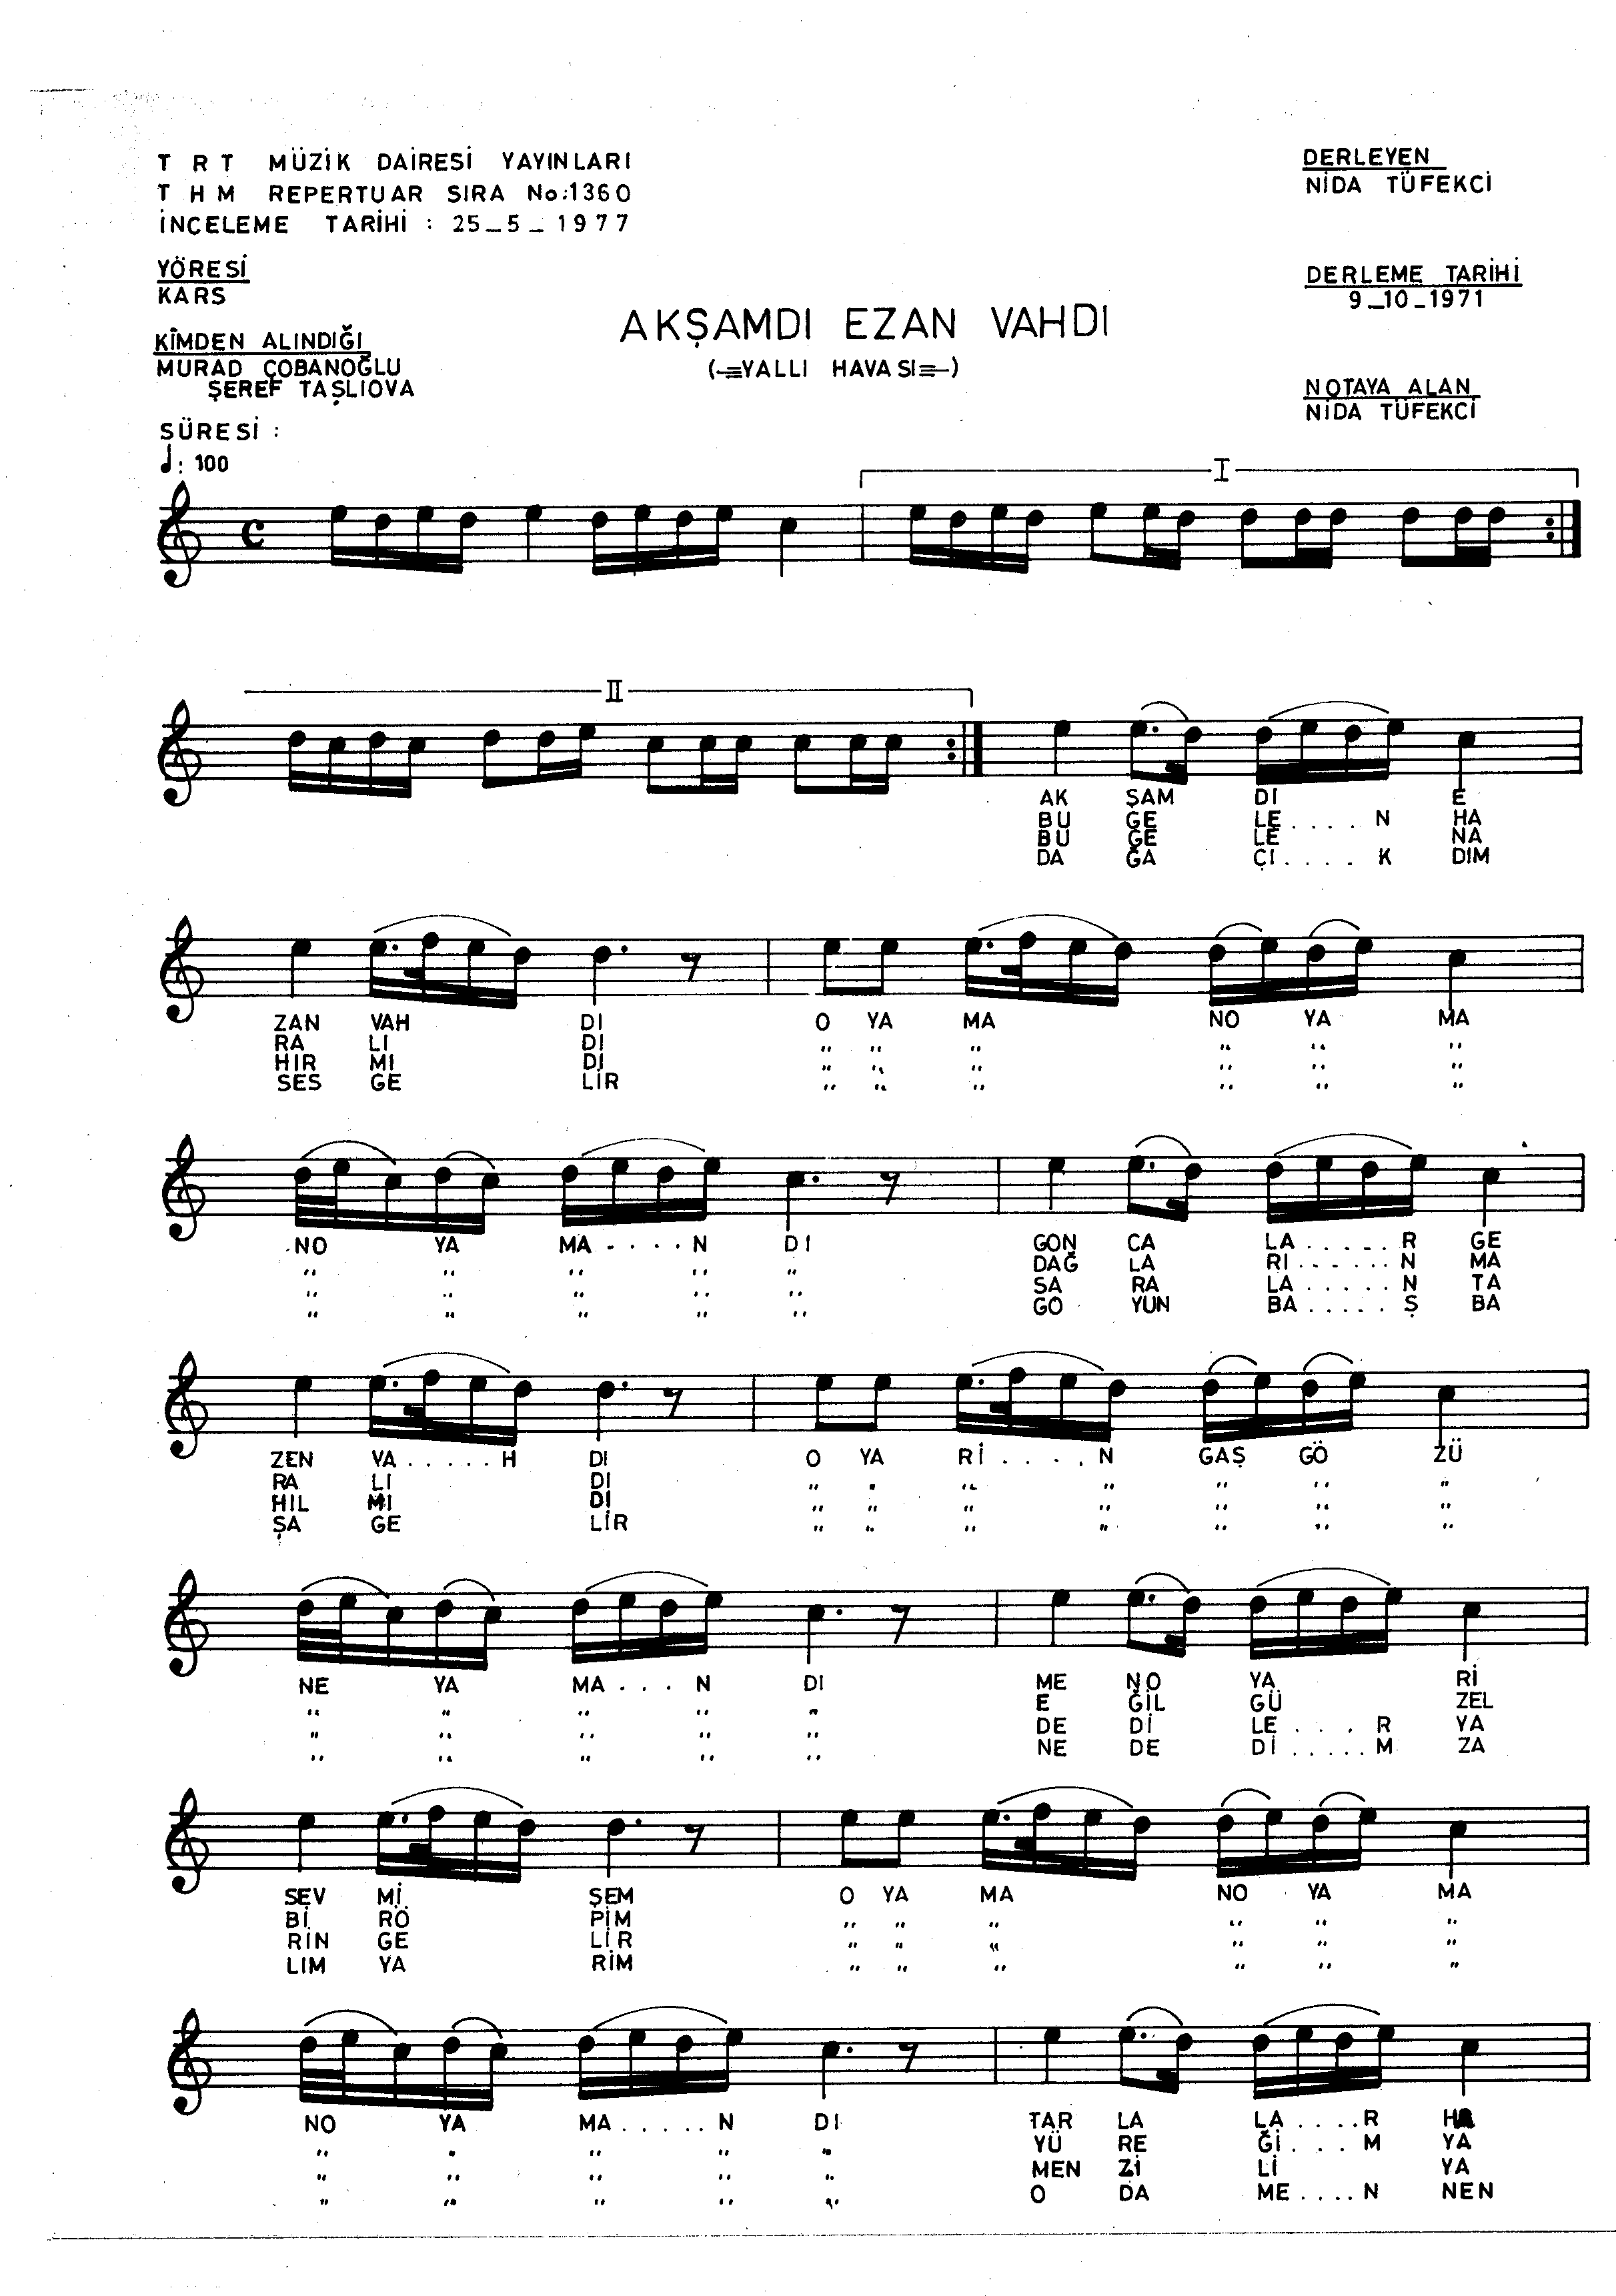 T R T MÜZİK DAİRESİ YAYINLARI
T H M REPERTUAR SIRA No:1360
İNCELEME TARİHİ : 25_5_1977
DERLEYEN
NİDA TÜFEKCİ
YÖRESİ
KARS
DERLEME TARİHİ
9_10_1971
AKŞAMDI EZAN VAHDI
(YALLI HAVASI)
KİMDEN ALINDIĞI
MURAD ÇOBANOĞLU
ŞEREF TAŞLIOVA
NOTAYA ALAN
NİDA TÜFEKCİ
SÜRESİ :
: 100
I
II
AK ŞAM DI E
BU GE LE.... N HA
BU GE LE NA
DA ĞA ÇI.... K DIM
ZAN VAH DI O YA MA NO YA MA
RA LI DI " " " " " "
HIR MI DI " " " " " "
SES GE LİR " " " " " "
NO YA MA.... N DI GON CA LA..... R GE
" " " " " DAĞ LA RI...... N MA
" " " " " SA RA LA..... N TA
" " " " " GO YUN BA..... Ş BA
ZEN VA..... H DI O YA Rİ.... N GAŞ GÖ ZÜ
RA LI DI " " " " " " "
HIL MI DI " " " " " " "
ŞA GE LİR " " " " " " "
NE YA MA... N DI ME NO YA Rİ
" " " " " E ĞİL GÜ ZEL
" " " " " DE Dİ LE... R YA
" " " " " NE DE Dİ..... M ZA
SEV Mİ ŞEM O YA MA NO YA MA
Bİ RÖ PİM " " " " " "
RİN GE LİR " " " " " "
LIM YA RİM " " " " " "
NO YA MA..... N DI TAR LA LA.... R
" " " " " YÜ RE Ğİ... M YA
" " " " " MEN Zİ Lİ YA
" " " " " O DA ME.... N NEN